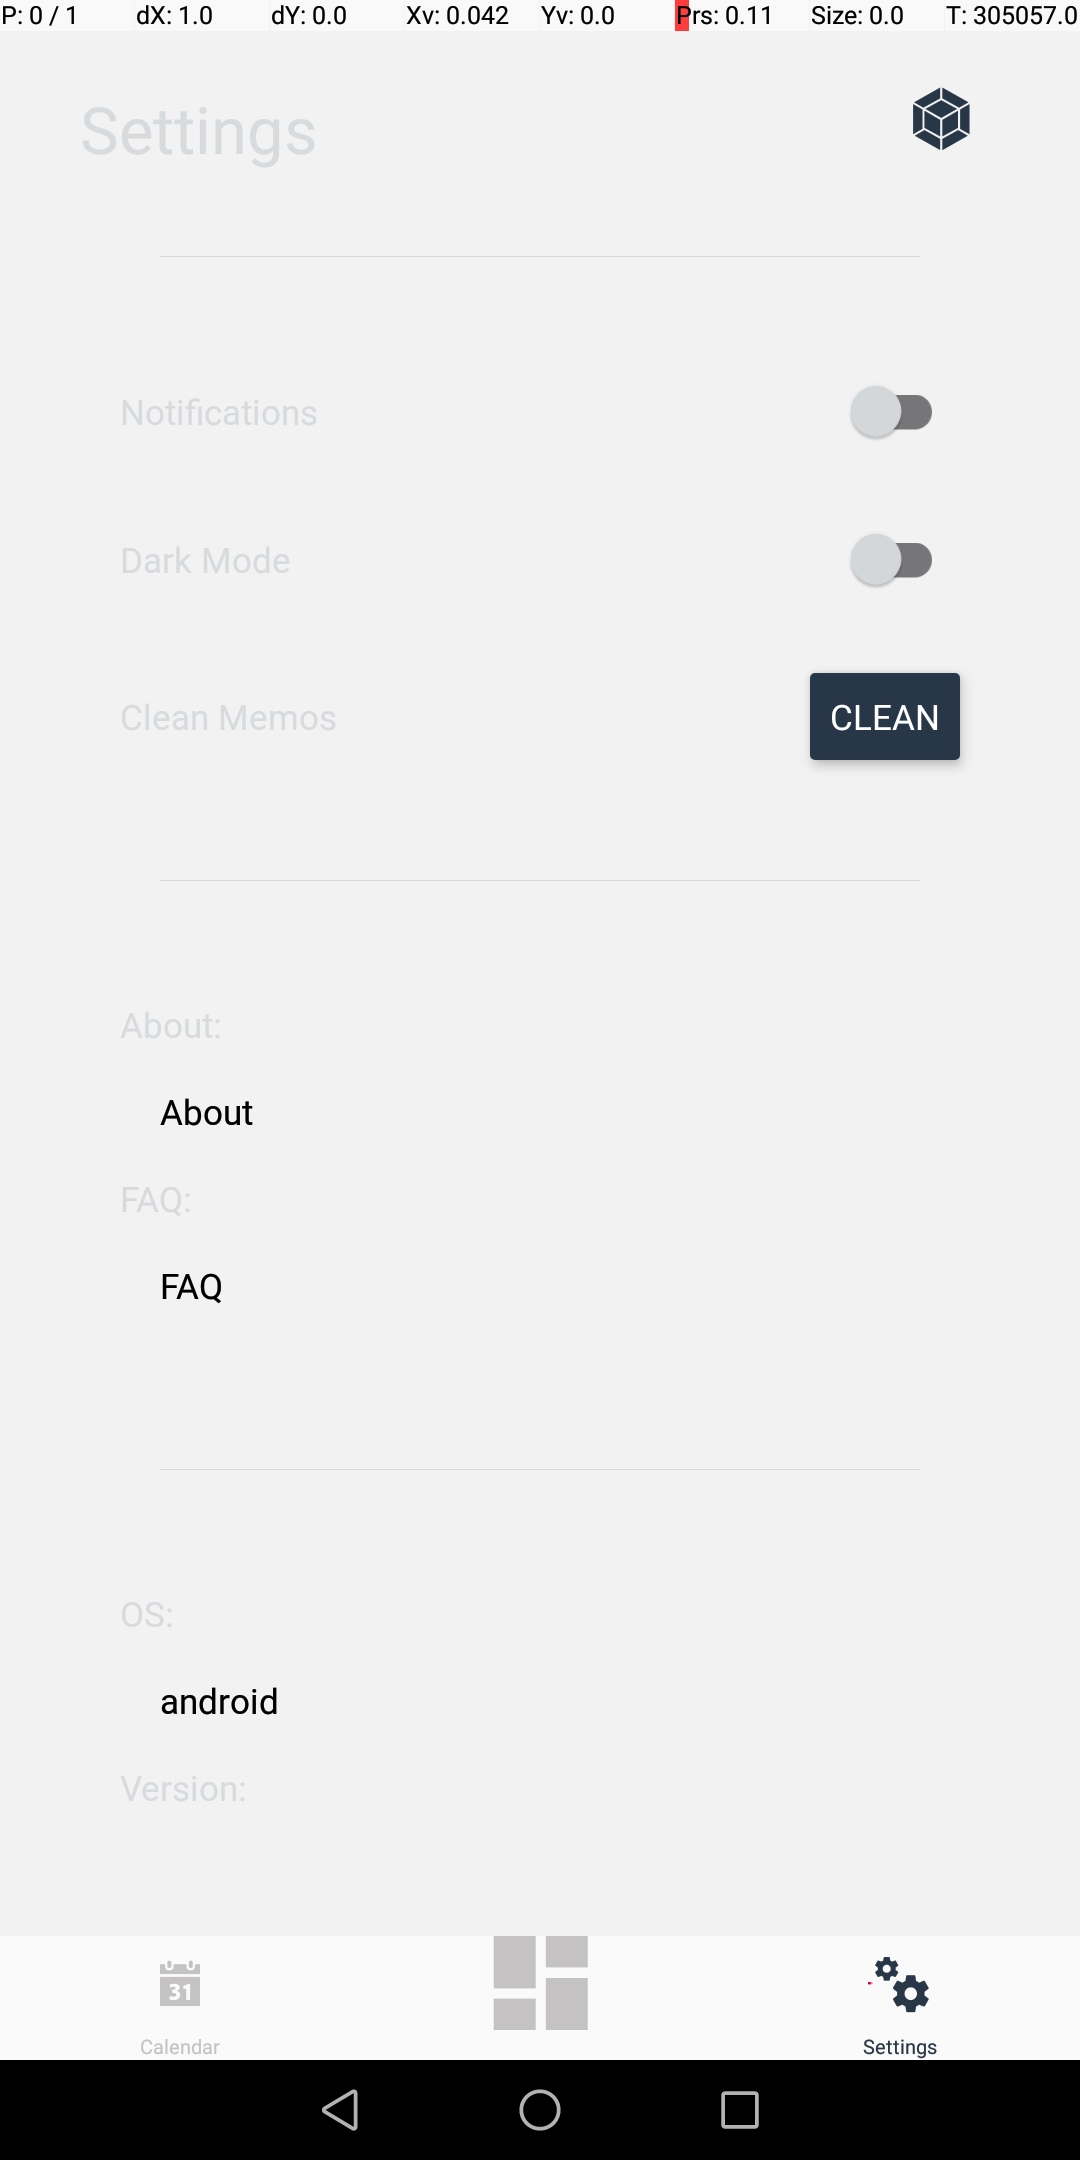 P: 0 / 1 dX: 1.0 dY: 0.0 Xv: 0.042 Yv: 0.0 Prs: 0.11 Size: 0.0 T: 305057.0
Settings
Notifications
Dark Mode
Clean Memos CLEAN
About:
About
FAQ:
FAQ
OS:
android
Version:
31
Calendar Settings